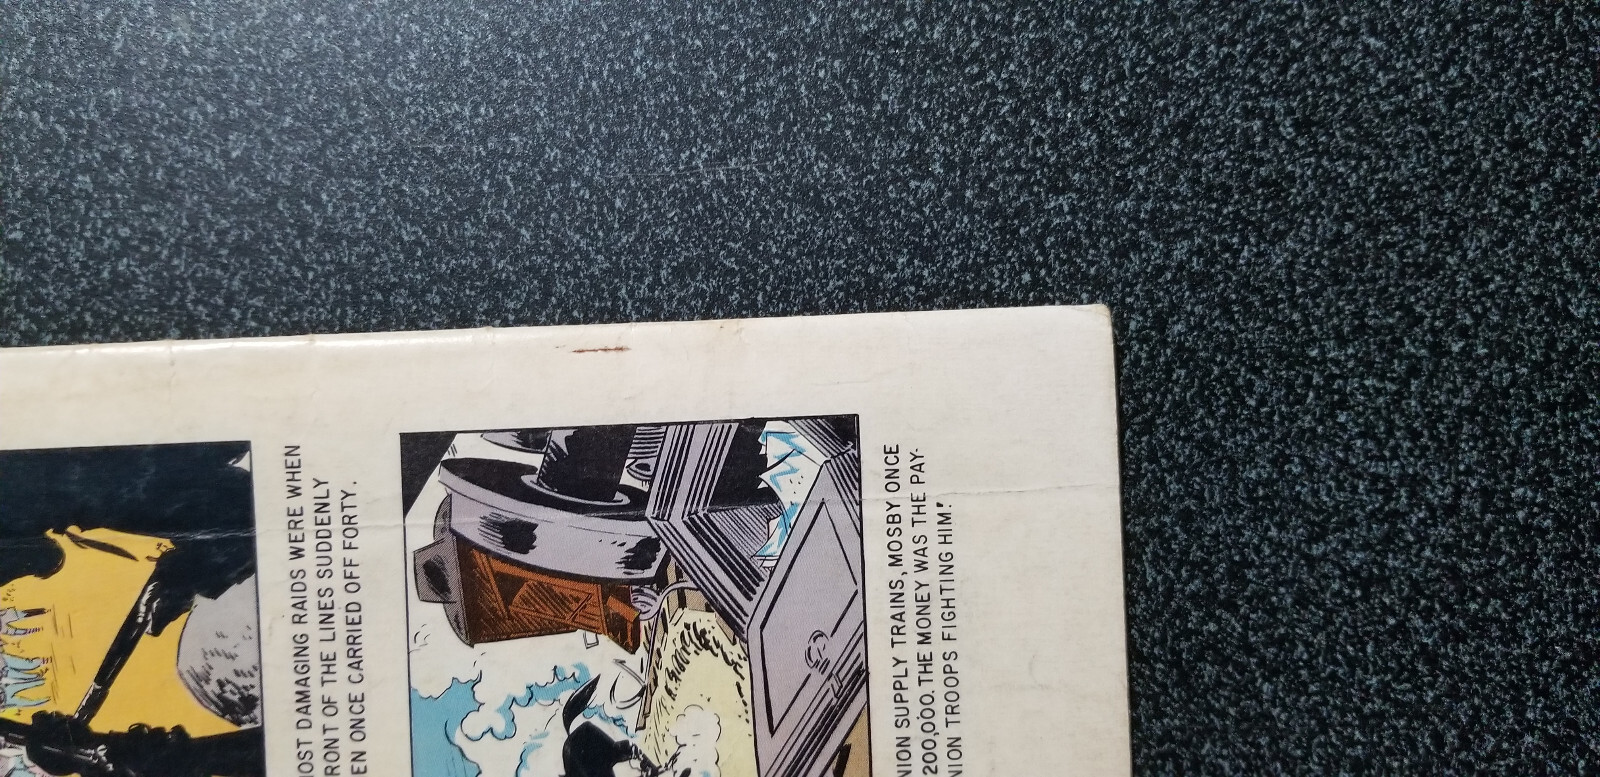 OST DAMAGING RAIDS WERE WHEN
RONT OF THE LINES SUDDENLY
EN ONCE CARRIED OFF FORTY.
NION SUPPLY TRAINS, MOSBY ONCE
200,000. THE MONEY WAS THE PAY-
NION TROOPS FIGHTING HIM!